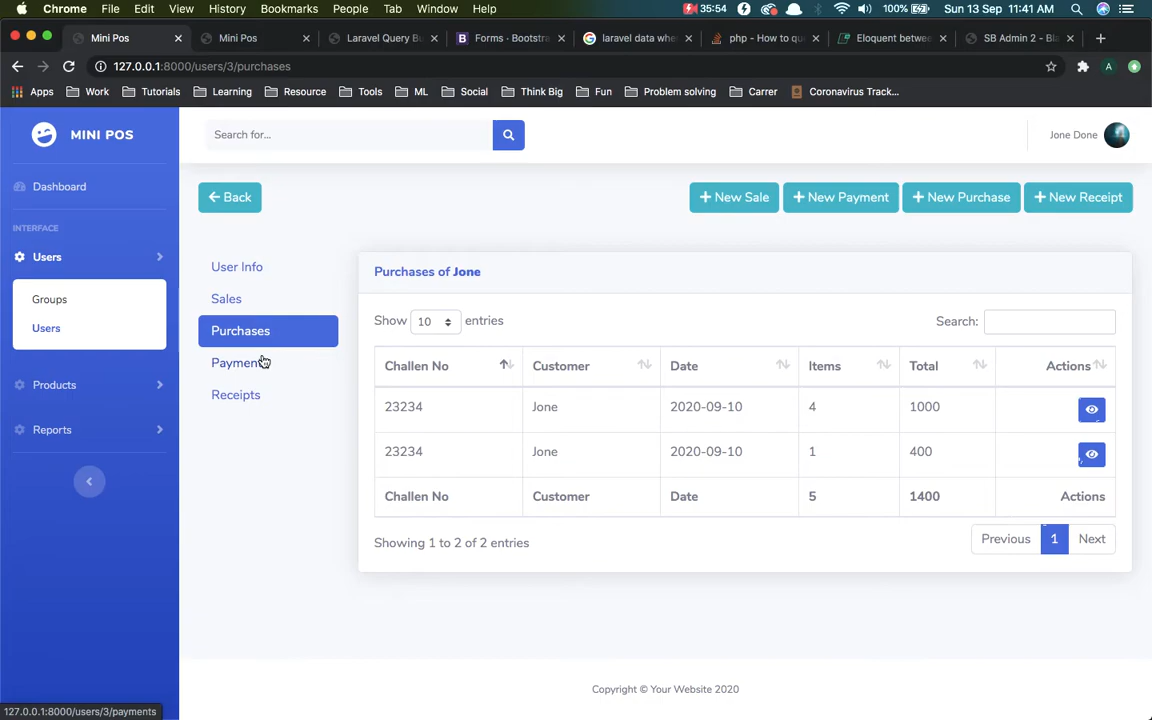 Chrome File Edit View History Bookmarks People Tab Window Help 35:54 100% Sun 13 Sep 11:41 AM
Mini Pos Mini Pos Laravel Query Bu Forms · Bootstra laravel data whe php - How to qu Eloquent betwee SB Admin 2 - Bla
127.0.0.1:8000/users/3/purchases A
Apps Work Tutorials Learning Resource Tools ML Social Think Big Fun Problem solving Carrer Coronavirus Track...
MINI POS
Search for...
Jone Done
Dashboard
Back
+ New Sale + New Payment + New Purchase + New Receipt
INTERFACE
Users
Groups
Users
Products
Reports
User Info
Sales
Purchases
Payment
Receipts
Purchases of Jone
Show 10 entries Search:
Challen No Customer Date Items Total Actions
23234 Jone 2020-09-10 4 1000
23234 Jone 2020-09-10 1 400
Challen No Customer Date 5 1400 Actions
Showing 1 to 2 of 2 entries
Previous 1 Next
Copyright © Your Website 2020
127.0.0.1:8000/users/3/payments